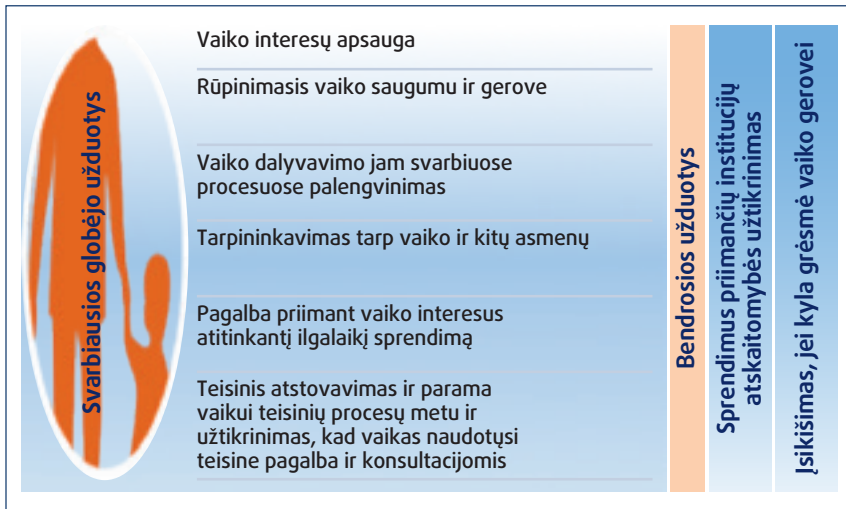 Svarbiausios globėjo užduotys
Vaiko interesų apsauga
Rūpinimasis vaiko saugumu ir gerove
Vaiko dalyvavimo jam svarbiuose
procesuose palengvinimas
Tarpininkavimas tarp vaiko ir kitų asmenų
Pagalba priimant vaiko interesus
atitinkantį ilgalaikį sprendimą
Teisinis atstovavimas ir parama
vaikui teisinių procesų metu ir
užtikrinimas, kad vaikas naudotųsi
teisine pagalba ir konsultacijomis
Bendrosios užduotys
Sprendimus priimančių institucijų
atskaitomybės užtikrinimas
Įsikišimas, jei kyla grėsmė vaiko gerovei